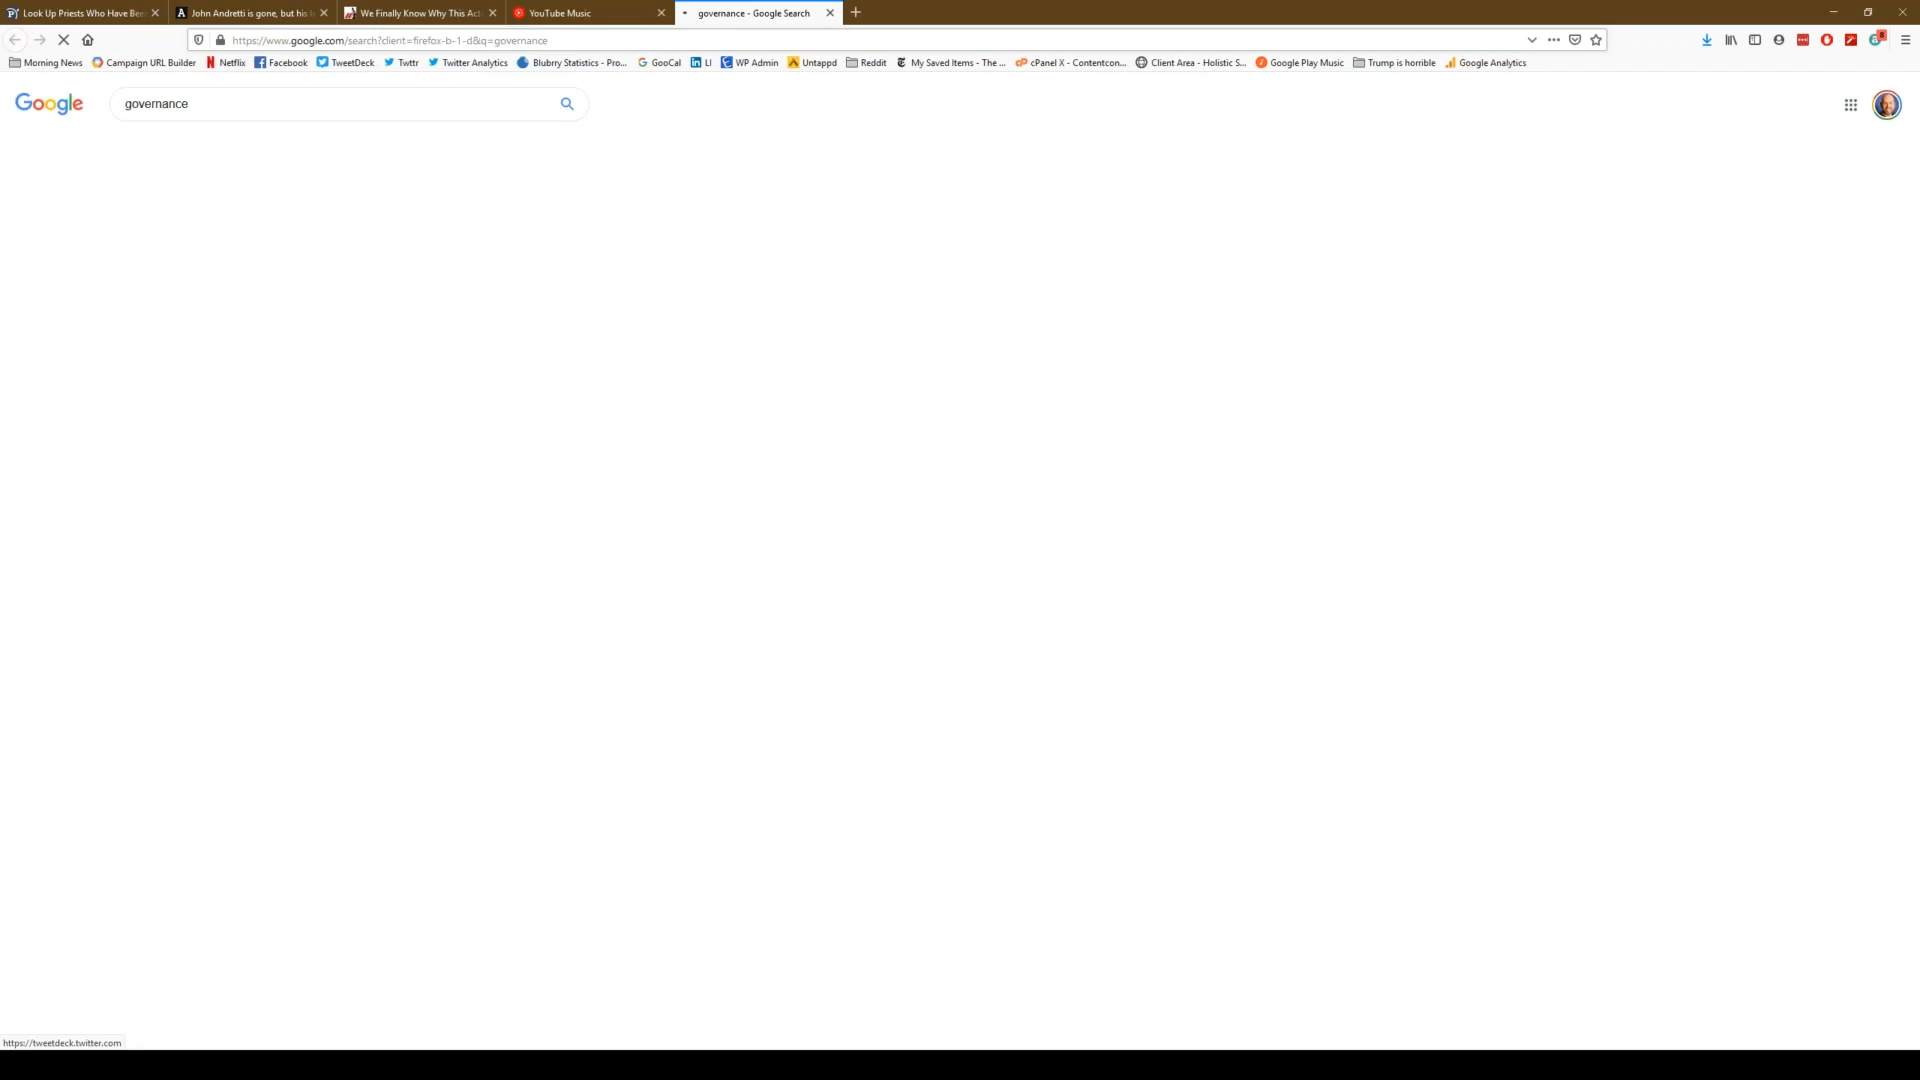 Look Up Priests Who Have Bee
John Andretti is gone, but his
We Finally Know Why This Act
YouTube Music
governance - Google Search
https://www.google.com/search?client=firefox-b-1-d&q=governance
8
Morning News Campaign URL Builder Netflix Facebook TweetDeck Twttr Twitter Analytics Blubrry Statistics - Pro... GooCal LI WP Admin Untappd Reddit My Saved Items - The ... cPanel X - Contentcon... Client Area - Holistic S... Google Play Music Trump is horrible Google Analytics
Google
governance
https://tweetdeck.twitter.com